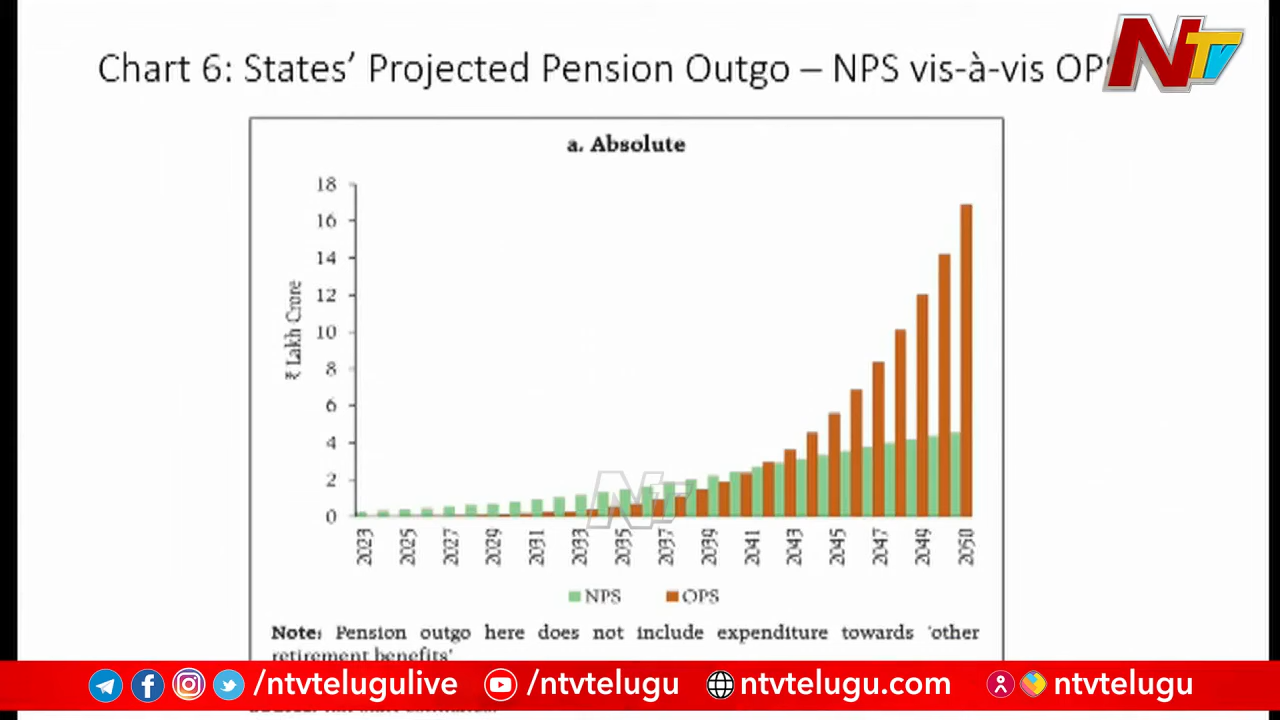 Chart 6: States' Projected Pension Outgo – NPS vis-à-vis OPS
NTV
a. Absolute
18
16
14
12
10
8
6
4
2
0
₹ Lakh Crore
2023 2025 2027 2029 2031 2033 2035 2037 2039 2041 2043 2045 2047 2049 2050
NTV
NPS OPS
Note: Pension outgo here does not include expenditure towards 'other
retirement benefits'
/ntvtelugulive /ntvtelugu ntvtelugu.com ntvtelugu